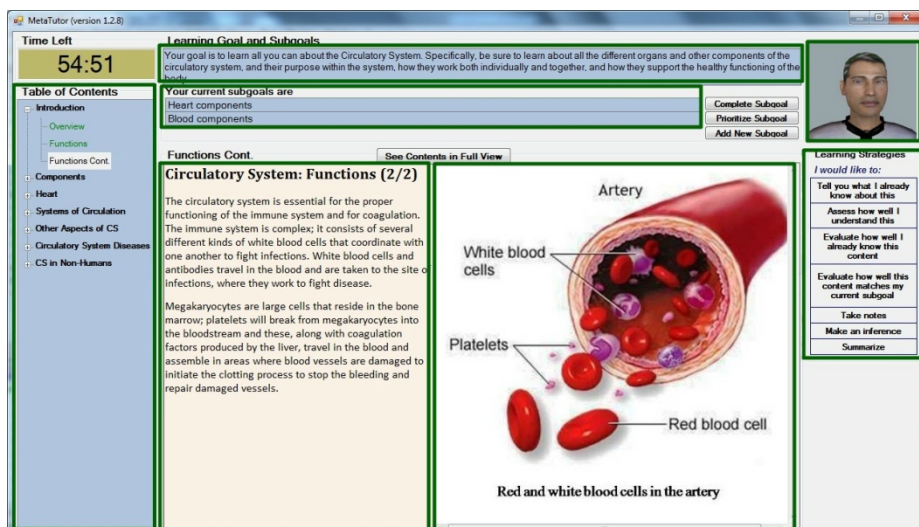 MetaTutor (version 1.2.8)
Time Left
54:51
Learning Goal and Subgoals
Your goal is to learn all you can about the Circulatory System. Specifically, be sure to learn about all the different organs and other components of the
circulatory system, and their purpose within the system, how they work both individually and together, and how they support the healthy functioning of the
body.
Your current subgoals are
Heart components
Blood components
Complete Subgoal
Prioritize Subgoal
Add New Subgoal
Table of Contents
Introduction
Overview
Functions
Functions Cont.
Components
Heart
Systems of Circulation
Other Aspects of CS
Circulatory System Diseases
CS in Non-Humans
Functions Cont.
See Contents in Full View
Circulatory System: Functions (2/2)
The circulatory system is essential for the proper
functioning of the immune system and for coagulation.
The immune system is complex; it consists of several
different kinds of white blood cells that coordinate with
one another to fight infections. White blood cells and
antibodies travel in the blood and are taken to the site o
infections, where they work to fight disease.
Megakaryocytes are large cells that reside in the bone
marrow; platelets will break from megakaryocytes into
the bloodstream and these, along with coagulation
factors produced by the liver, travel in the blood and
assemble in areas where blood vessels are damaged to
initiate the clotting process to stop the bleeding and
repair damaged vessels.
Artery
White blood
cells
Platelets
Red blood cell
Red and white blood cells in the artery
Learning Strategies
I would like to:
Tell you what I already
know about this
Assess how well I
understand this
Evaluate how well I
already know this
content
Evaluate how well this
content matches my
current subgoal
Take notes
Make an inference
Summarize